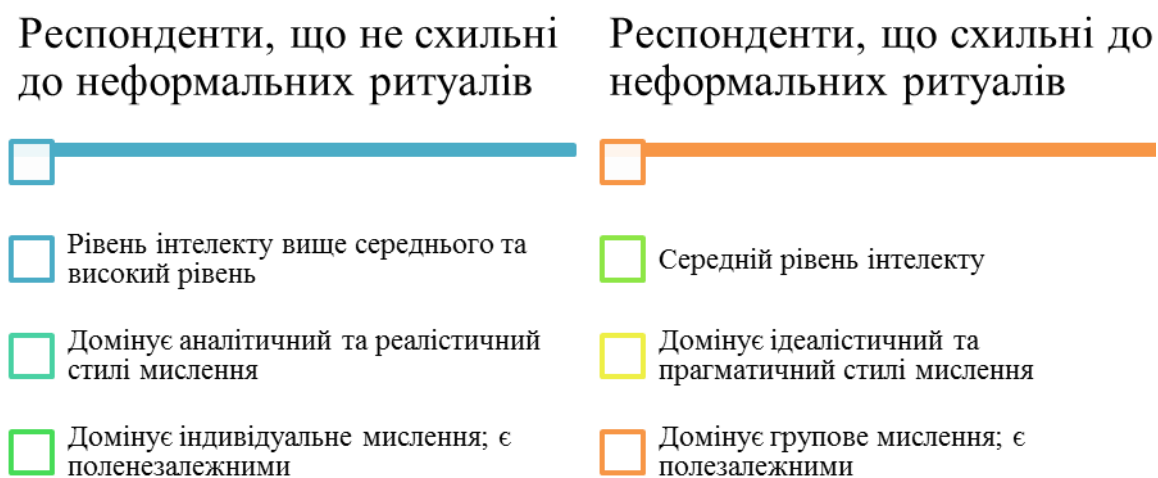 Респонденти, що не схильні
до неформальних ритуалів
Рівень інтелекту вище середнього та
високий рівень
Домінує аналітичний та реалістичний
стилі мислення
Домінує індивідуальне мислення; є
поленезалежними
Респонденти, що схильні до
неформальних ритуалів
Середній рівень інтелекту
Домінує ідеалістичний та
прагматичний стилі мислення
Домінує групове мислення; є
полезалежними